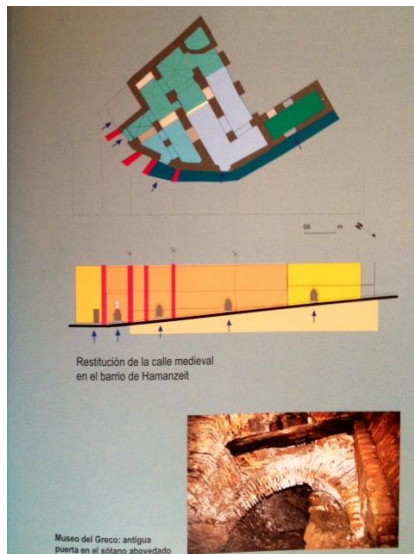 08 m N
Restitución de la calle medieval
en el barrio de Hamanzeit
Museo del Greco: antigua
puerta en el sótano abovedado